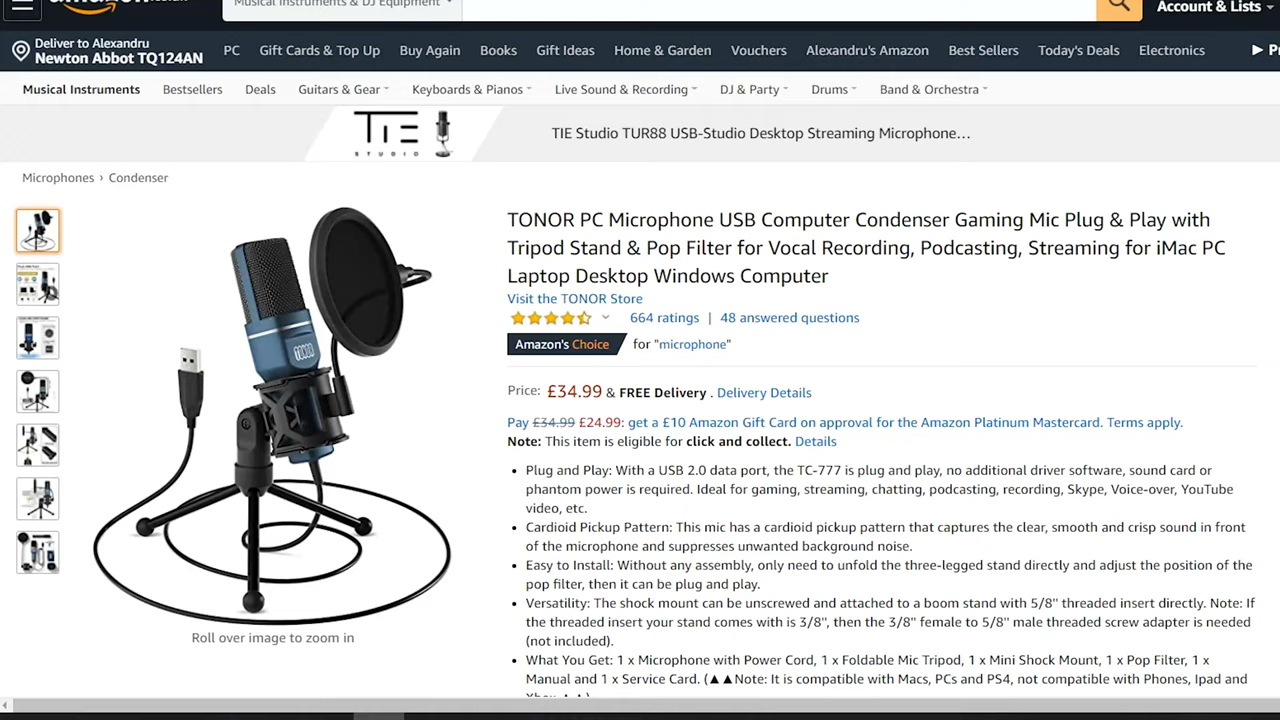 Musical Instruments & DJ Equipment
Account & Lists
Deliver to Alexandru
Newton Abbot TQ124AN
PC Gift Cards & Top Up Buy Again Books Gift Ideas Home & Garden Vouchers Alexandru's Amazon Best Sellers Today's Deals Electronics
Musical Instruments Bestsellers Deals Guitars & Gear Keyboards & Pianos Live Sound & Recording DJ & Party Drums Band & Orchestra
TIE
STUDIO
TIE Studio TUR88 USB-Studio Desktop Streaming Microphone…
Microphones › Condenser
TONOR PC Microphone USB Computer Condenser Gaming Mic Plug & Play with
Tripod Stand & Pop Filter for Vocal Recording, Podcasting, Streaming for iMac PC
Laptop Desktop Windows Computer
Visit the TONOR Store
664 ratings | 48 answered questions
Amazon's Choice for "microphone"
Price: £34.99 & FREE Delivery . Delivery Details
Pay £34.99 £24.99: get a £10 Amazon Gift Card on approval for the Amazon Platinum Mastercard. Terms apply.
Note: This item is eligible for click and collect. Details
• Plug and Play: With a USB 2.0 data port, the TC-777 is plug and play, no additional driver software, sound card or
phantom power is required. Ideal for gaming, streaming, chatting, podcasting, recording, Skype, Voice-over, YouTube
video, etc.
• Cardioid Pickup Pattern: This mic has a cardioid pickup pattern that captures the clear, smooth and crisp sound in front
of the microphone and suppresses unwanted background noise.
• Easy to Install: Without any assembly, only need to unfold the three-legged stand directly and adjust the position of the
pop filter, then it can be plug and play.
• Versatility: The shock mount can be unscrewed and attached to a boom stand with 5/8" threaded insert directly. Note: If
the threaded insert your stand comes with is 3/8", then the 3/8" female to 5/8" male threaded screw adapter is needed
(not included).
• What You Get: 1 x Microphone with Power Cord, 1 x Foldable Mic Tripod, 1 x Mini Shock Mount, 1 x Pop Filter, 1 x
Manual and 1 x Service Card. (▲▲Note: It is compatible with Macs, PCs and PS4, not compatible with Phones, Ipad and
Roll over image to zoom in